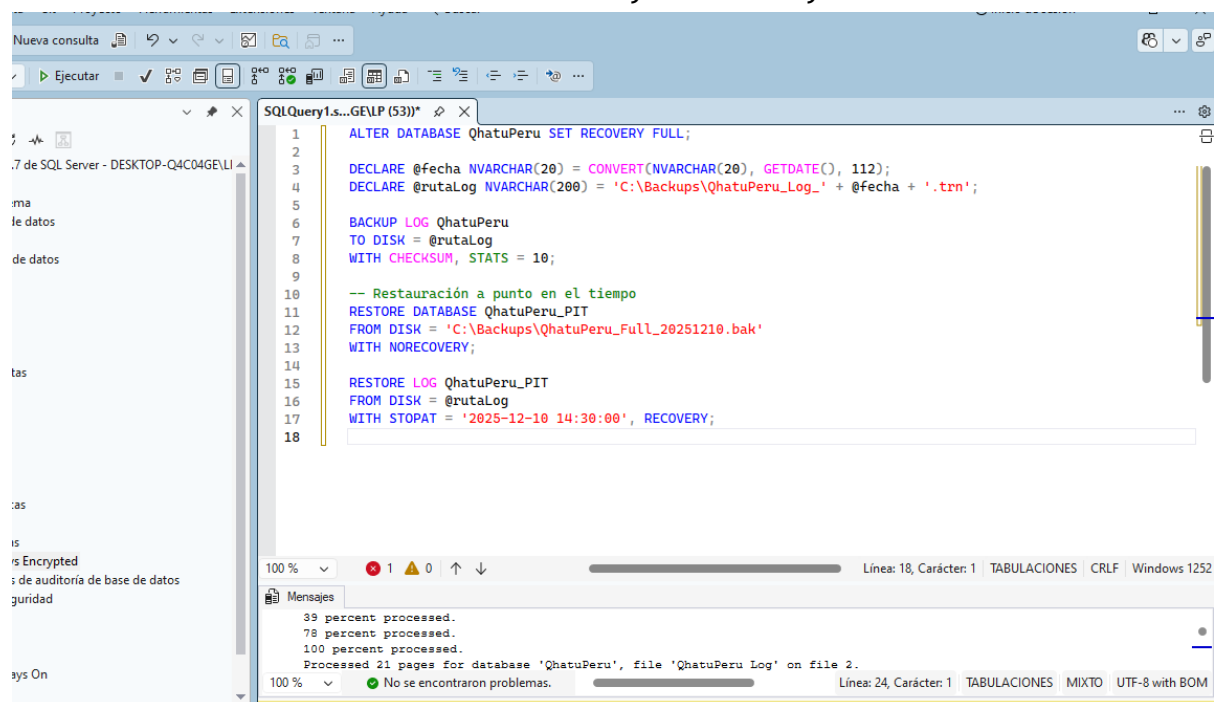 Nueva consulta
Ejecutar
SQLQuery1.s...GE\LP (53))*
.7 de SQL Server - DESKTOP-Q4C04GE\LI
de datos
de datos
1 ALTER DATABASE QhatuPeru SET RECOVERY FULL;
2
3 DECLARE @fecha NVARCHAR(20) = CONVERT(NVARCHAR(20), GETDATE(), 112);
4 DECLARE @rutaLog NVARCHAR(200) = 'C:\Backups\QhatuPeru_Log_' + @fecha + '.trn';
5
6 BACKUP LOG QhatuPeru
7 TO DISK = @rutaLog
8 WITH CHECKSUM, STATS = 10;
9
10 -- Restauración a punto en el tiempo
11 RESTORE DATABASE QhatuPeru_PIT
12 FROM DISK = 'C:\Backups\QhatuPeru_Full_20251210.bak'
13 WITH NORECOVERY;
14
15 RESTORE LOG QhatuPeru_PIT
16 FROM DISK = @rutaLog
17 WITH STOPAT = '2025-12-10 14:30:00', RECOVERY;
18
Encrypted
de auditoría de base de datos
guridad
ays On
100 % 1 0 Línea: 18, Carácter: 1 TABULACIONES CRLF Windows 1252
Mensajes
39 percent processed.
78 percent processed.
100 percent processed.
Processed 21 pages for database 'QhatuPeru', file 'QhatuPeru Log' on file 2.
100 % No se encontraron problemas. Línea: 24, Carácter: 1 TABULACIONES MIXTO UTF-8 with BOM